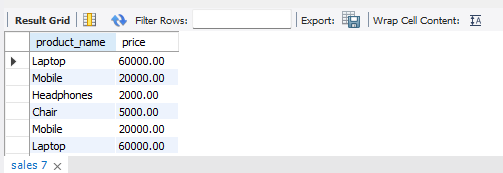 Result Grid Filter Rows: Export: Wrap Cell Content:
product_name price
Laptop 60000.00
Mobile 20000.00
Headphones 2000.00
Chair 5000.00
Mobile 20000.00
Laptop 60000.00
sales 7